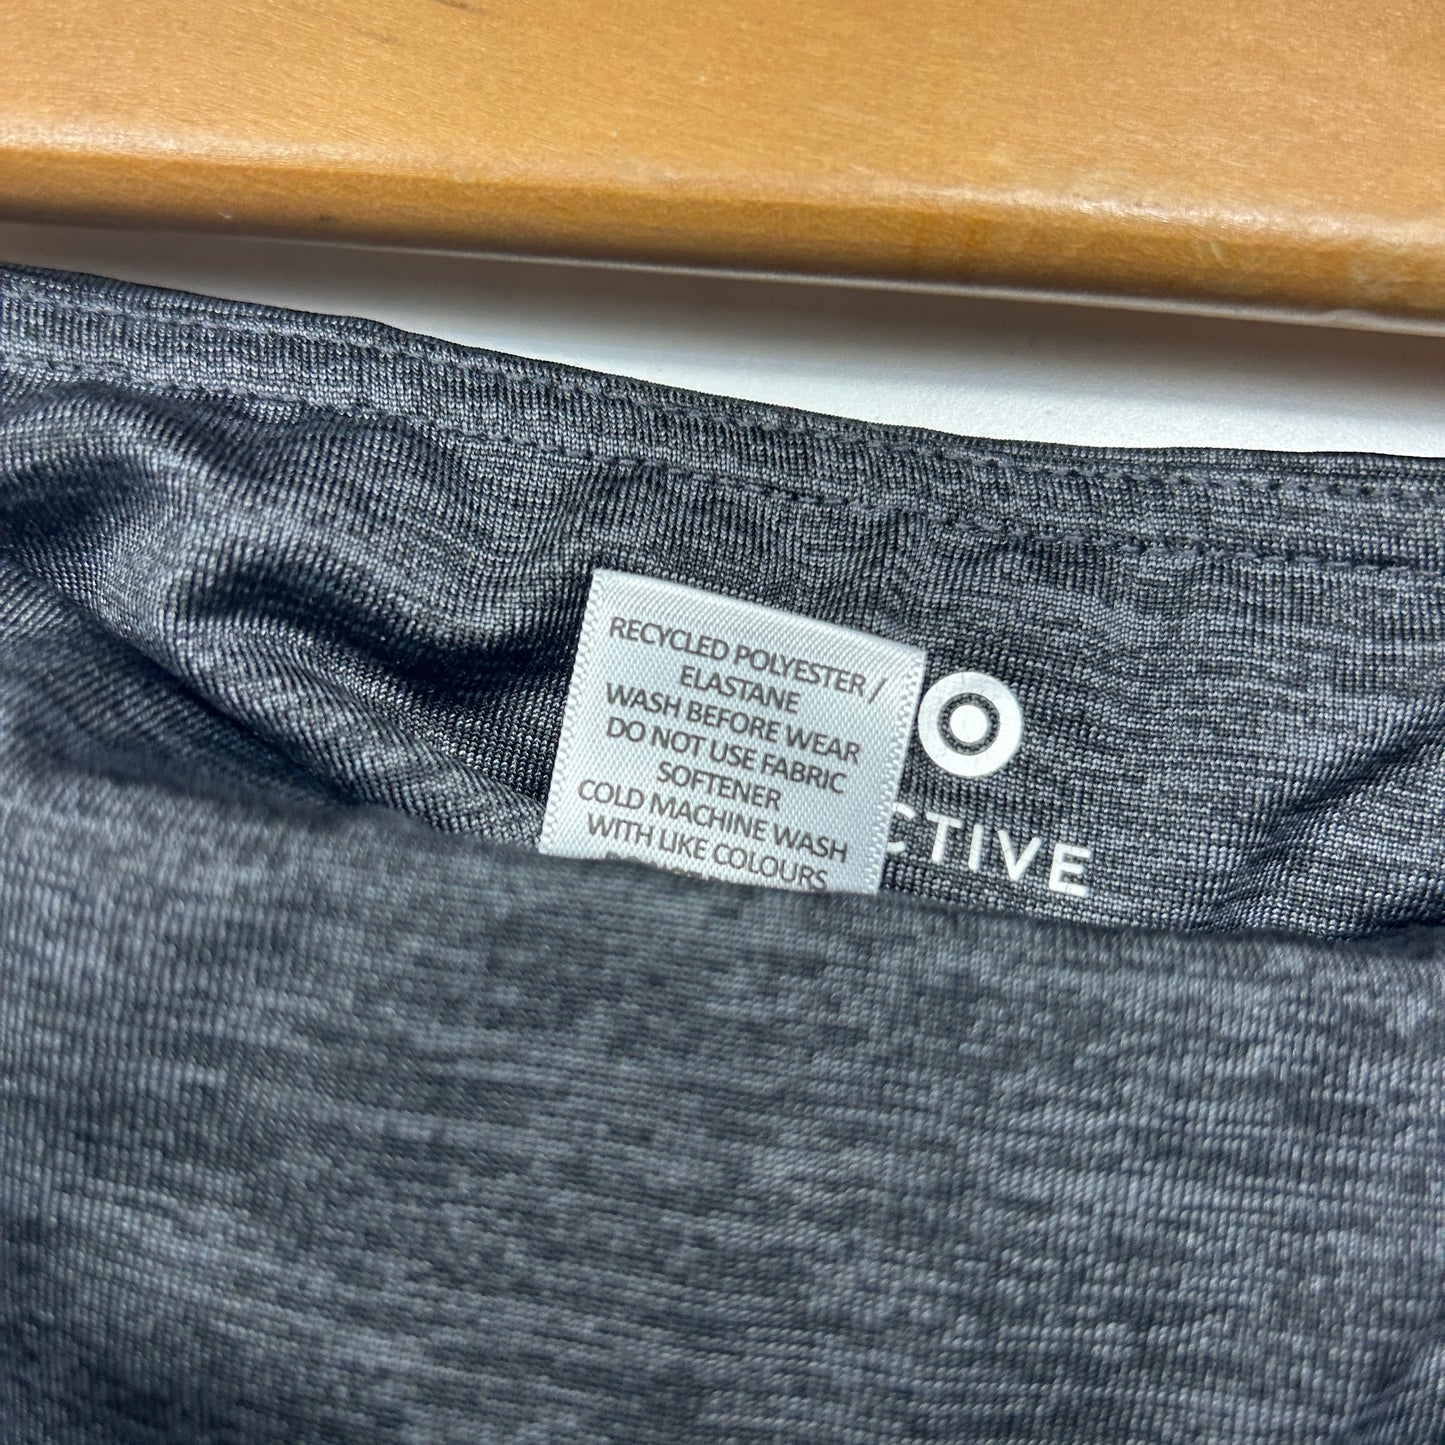 RECYCLED POLYESTER /
ELASTANE
WASH BEFORE WEAR
DO NOT USE FABRIC
SOFTENER
COLD MACHINE WASH
WITH LIKE COLOURS
CTIVE